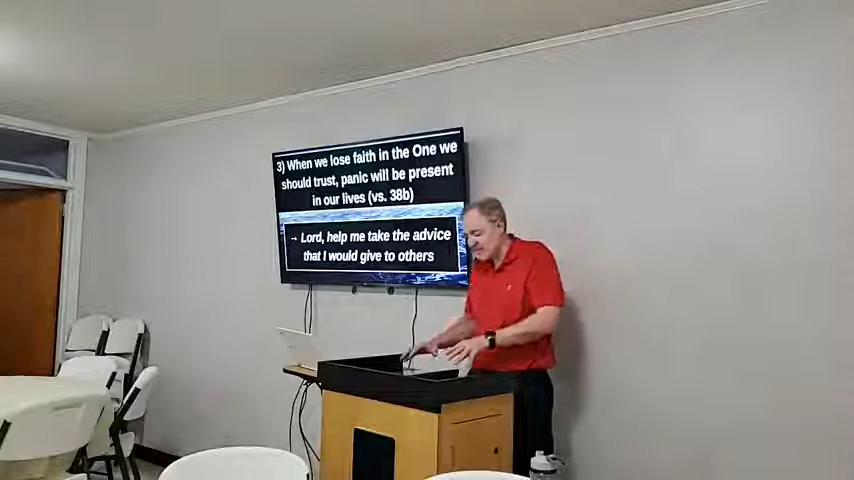 3) When we lose faith in the One we
should trust, panic will be present
in our lives (vs. 38b)
→ Lord, help me take the advice
that I would give to others